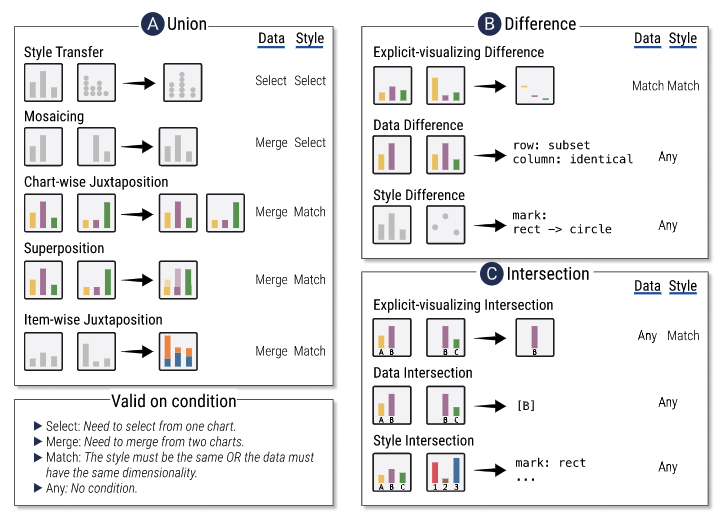 A Union
Data Style
Style Transfer
Select Select
Mosaicing
Merge Select
Chart-wise Juxtaposition
Merge Match
Superposition
Merge Match
Item-wise Juxtaposition
Merge Match
Valid on condition
Select: Need to select from one chart.
Merge: Need to merge from two charts.
Match: The style must be the same OR the data must
have the same dimensionality.
Any: No condition.
B Difference
Data Style
Explicit-visualizing Difference
Match Match
Data Difference
row: subset
column: identical
Any
Style Difference
mark:
rect -> circle
Any
C Intersection
Data Style
Explicit-visualizing Intersection
A B
B C
B
Any Match
Data Intersection
A B
B C
[B]
Any
Style Intersection
A B C
1 2 3
mark: rect
...
Any